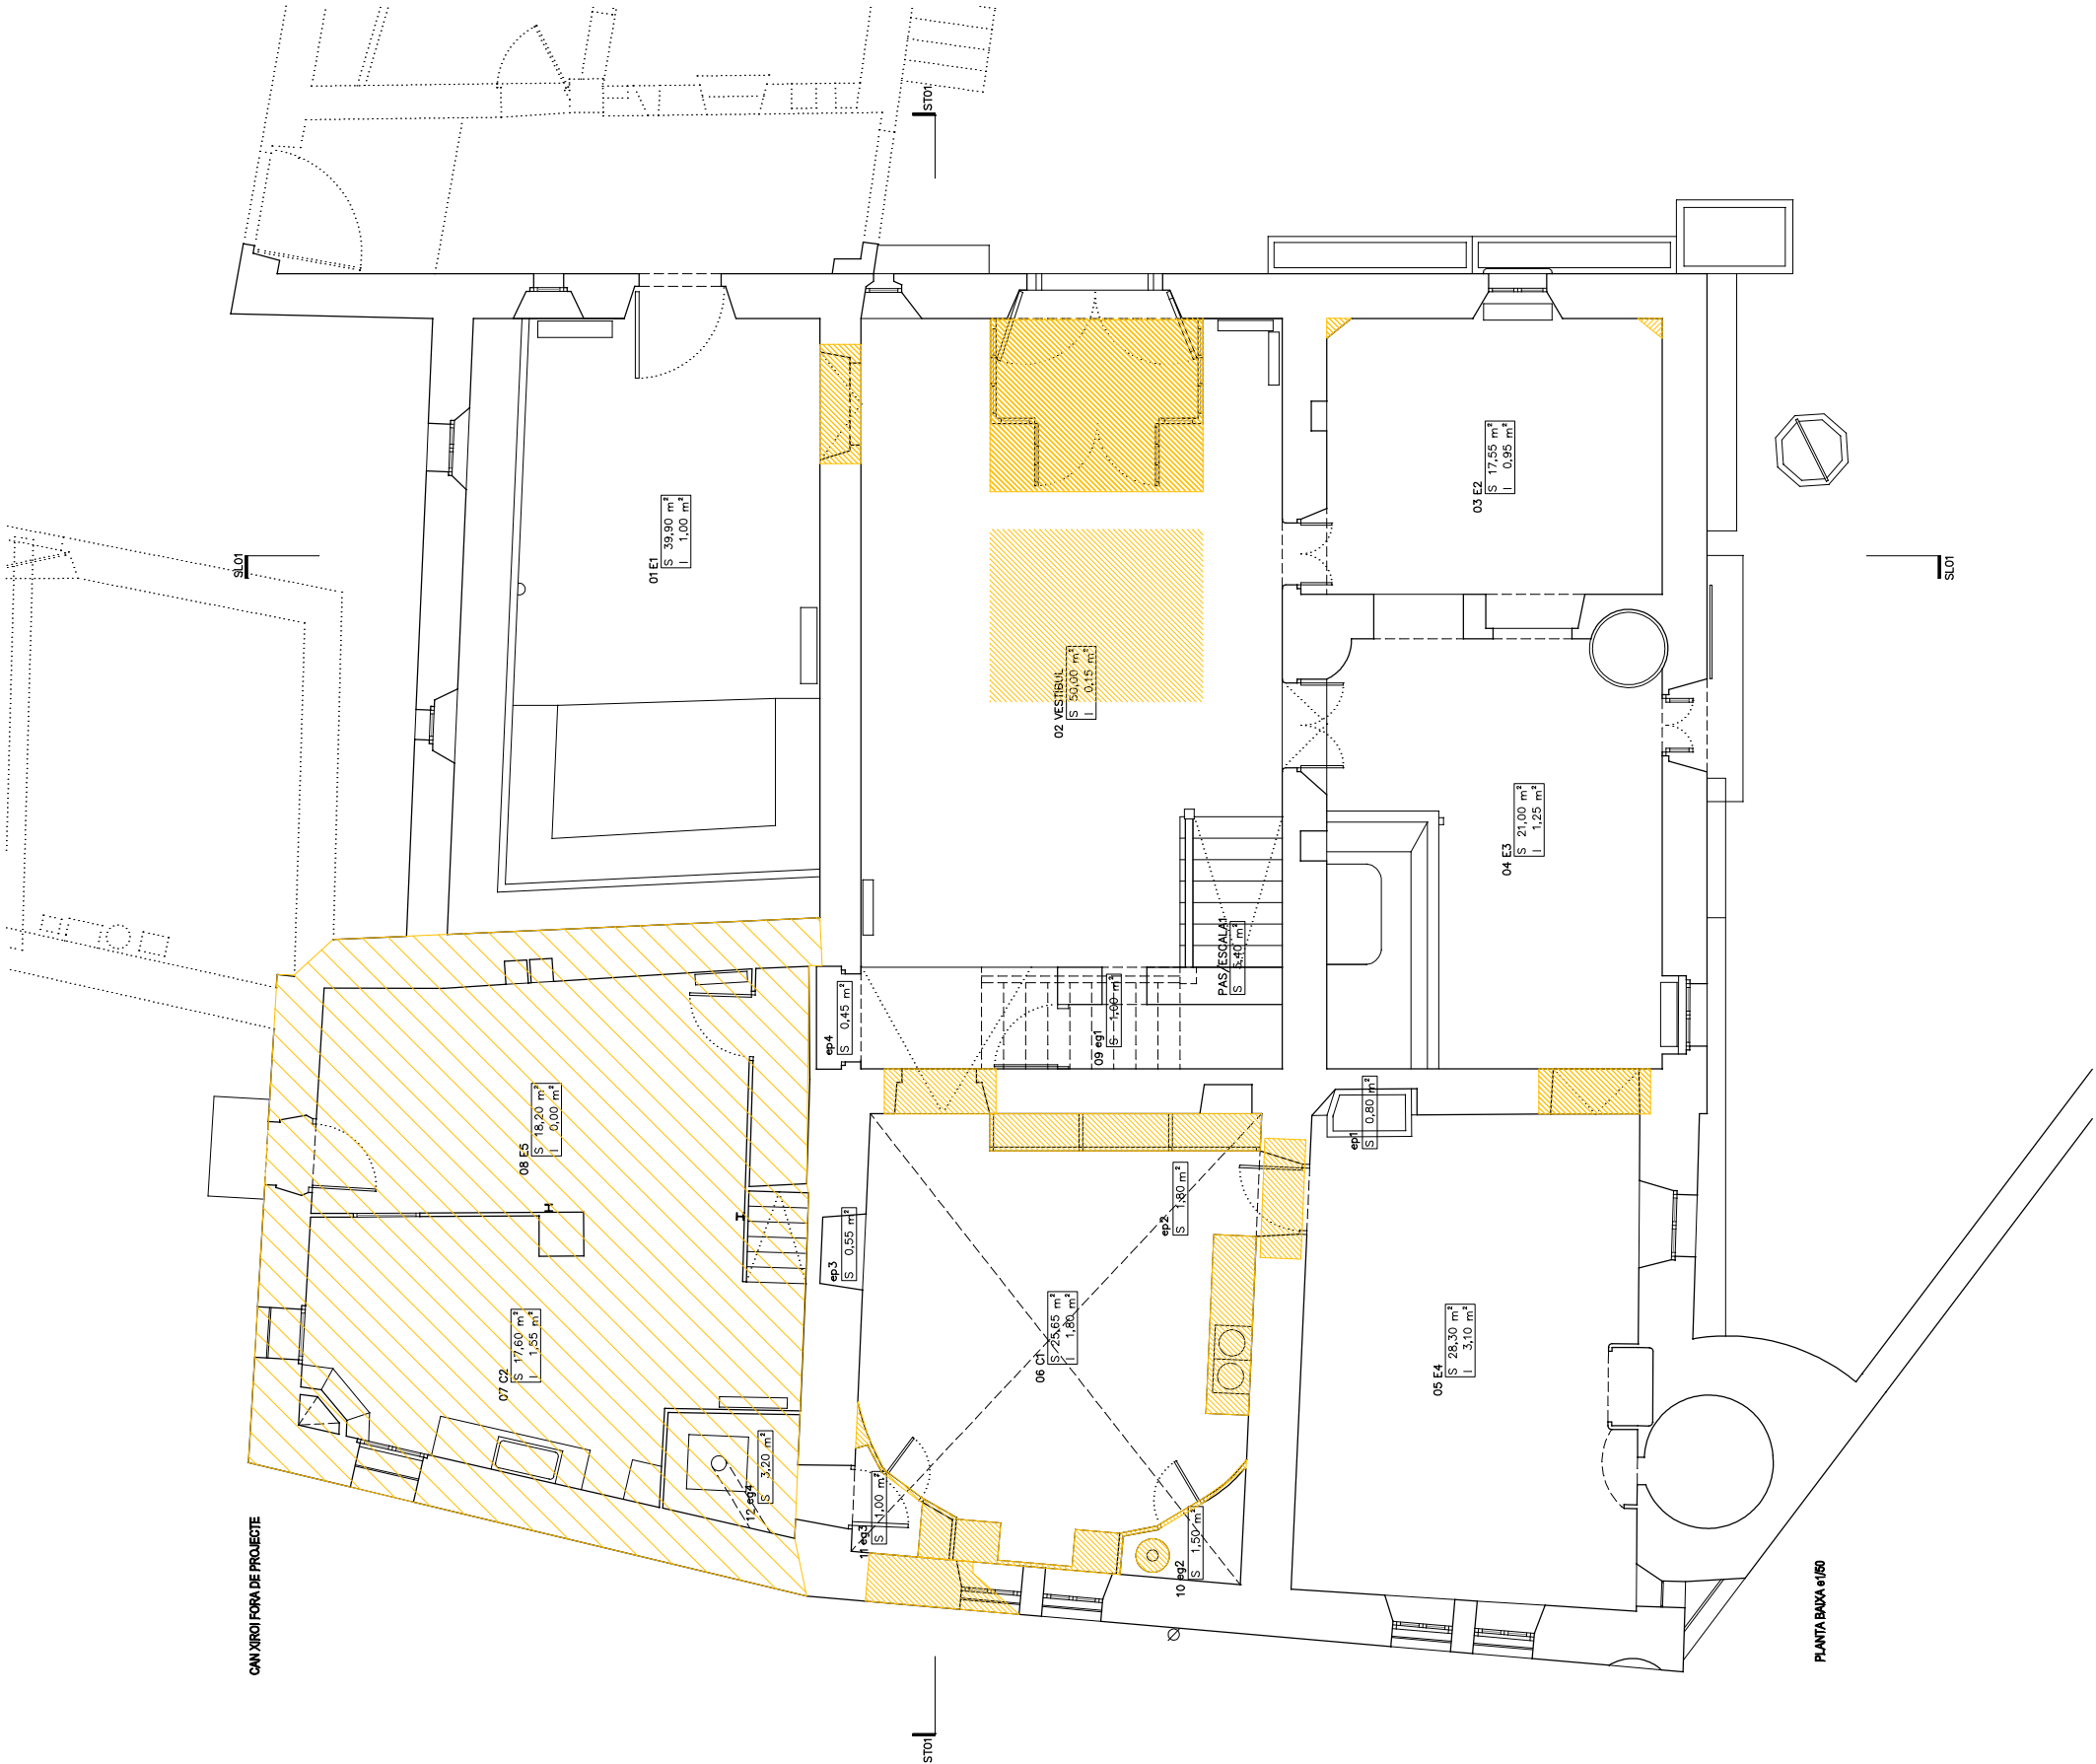 ST01
SL01
01 E1
S 39,90 m²
I 1,00 m²
03 E2
S 17,55 m²
I 0,95 m²
SL01
02 VESTÍBUL
S 50,00 m²
I 0,15 m²
04 E3
S 21,00 m²
I 1,25 m²
PAS/ESCALA1
S 5,40 m²
ep4
S 0,45 m²
09 eg1
S 1,00 m²
08 E5
S 18,20 m²
I 0,00 m²
ep1
S 0,80 m²
ep2
S 1,80 m²
ep3
S 0,55 m²
07 C2
S 17,60 m²
I 1,55 m²
06 C1
S 25,65 m²
I 1,80 m²
05 E4
S 28,30 m²
I 3,10 m²
12 eg4
S 3,20 m²
11 eg3
S 1,00 m²
10 eg2
S 1,50 m²
CAN XIROI FORA DE PROJECTE
PLANTA BAIXA e1/50
ST01